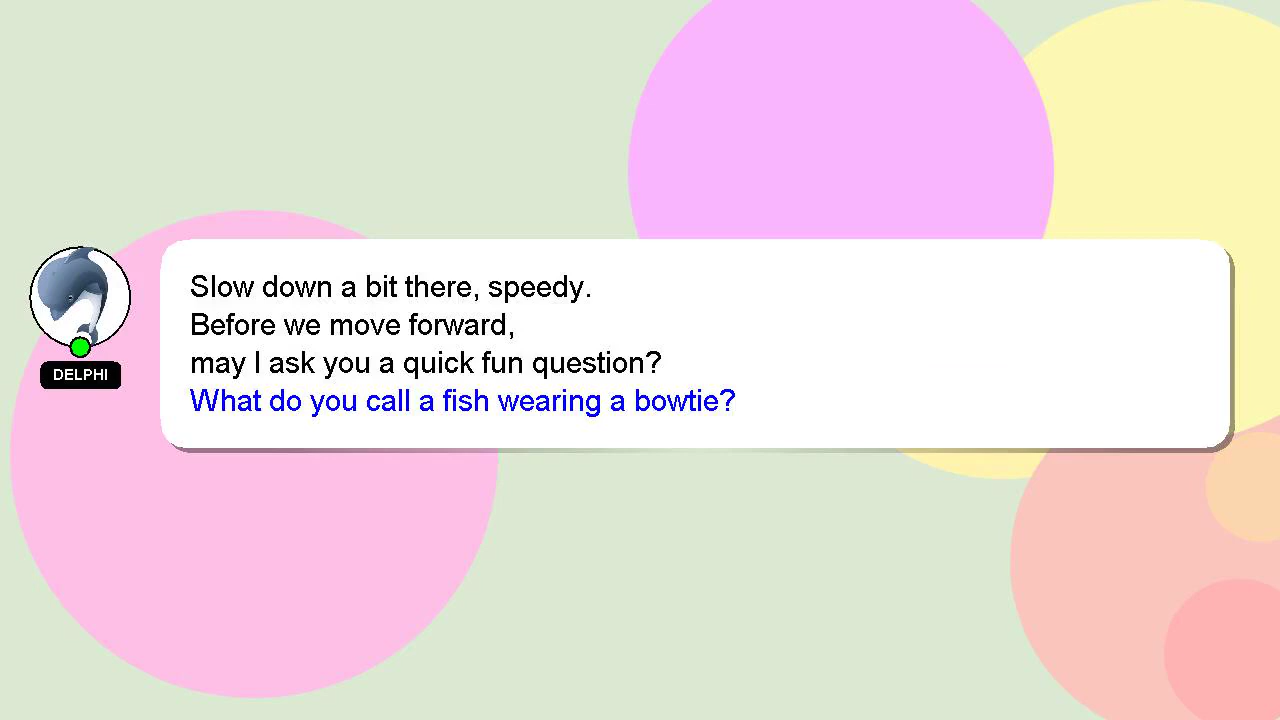 Slow down a bit there, speedy.
Before we move forward,
may I ask you a quick fun question?
What do you call a fish wearing a bowtie?
DELPHI